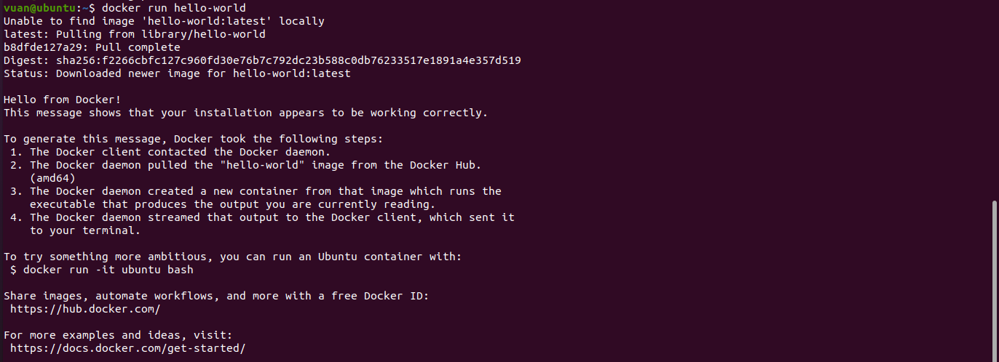 vuan@ubuntu:~$ docker run hello-world
Unable to find image 'hello-world:latest' locally
latest: Pulling from library/hello-world
b8dfde127a29: Pull complete
Digest: sha256:f2266cbfc127c960fd30e76b7c792dc23b588c0db76233517e1891a4e357d519
Status: Downloaded newer image for hello-world:latest
Hello from Docker!
This message shows that your installation appears to be working correctly.
To generate this message, Docker took the following steps:
1. The Docker client contacted the Docker daemon.
2. The Docker daemon pulled the "hello-world" image from the Docker Hub.
(amd64)
3. The Docker daemon created a new container from that image which runs the
executable that produces the output you are currently reading.
4. The Docker daemon streamed that output to the Docker client, which sent it
to your terminal.
To try something more ambitious, you can run an Ubuntu container with:
$ docker run -it ubuntu bash
Share images, automate workflows, and more with a free Docker ID:
https://hub.docker.com/
For more examples and ideas, visit:
https://docs.docker.com/get-started/